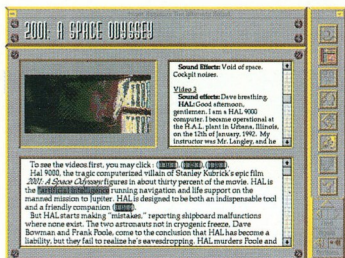 2001: A SPACE ODYSSEY
Sound Effects: Void of space.
Cockpit noises.
Video 3
Sound effects: Dave breathing.
HAL: Good afternoon,
gentlemen. I am a HAL 9000
computer. I became operational at
the H.A.L. plant in Urbana, Illinois,
on the 12th of January, 1992. My
instructor was Mr. Langley, and he
To see the videos first, you may click :
Hal 9000, the tragic computerized villain of Stanley Kubrick's epic film
2001: A Space Odyssey figures in about thirty percent of the movie. HAL is
the artificial intelligence running navigation and life support on the
manned mission to Jupiter. HAL is designed to be both an indispensable tool
and a friendly companion
But HAL starts making "mistakes," reporting shipboard malfunctions
where none exist. The two astronauts not in cryogenic freeze, Dave
Bowman and Frank Poole, come to the conclusion that HAL has become a
liability, but they fail to realize he's eavesdropping. HAL murders Poole and